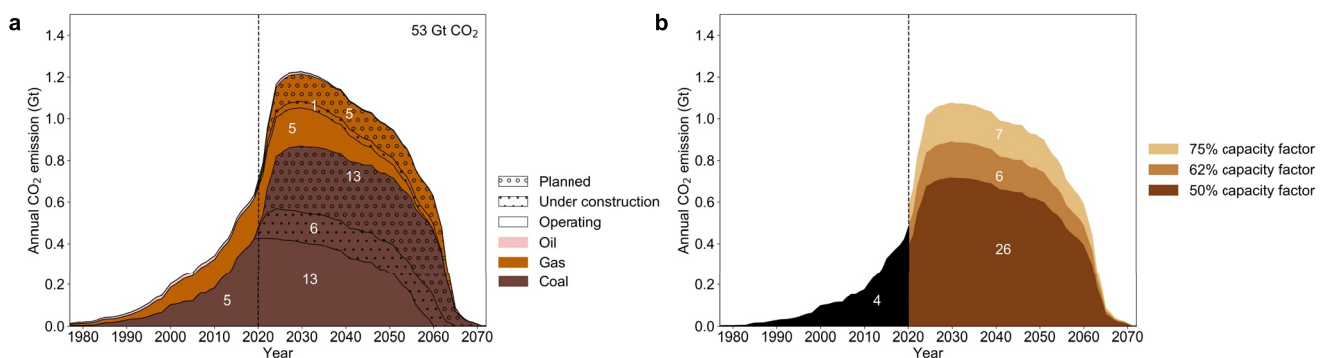 a
53 Gt CO₂
Annual CO₂ emission (Gt)
1.4
1.2
1.0
0.8
0.6
0.4
0.2
0.0
1
5
5
13
6
13
5
1980 1990 2000 2010 2020 2030 2040 2050 2060 2070
Year
Planned
Under construction
Operating
Oil
Gas
Coal
b
Annual CO₂ emission (Gt)
1.4
1.2
1.0
0.8
0.6
0.4
0.2
0.0
7
6
26
4
1980 1990 2000 2010 2020 2030 2040 2050 2060 2070
Year
75% capacity factor
62% capacity factor
50% capacity factor